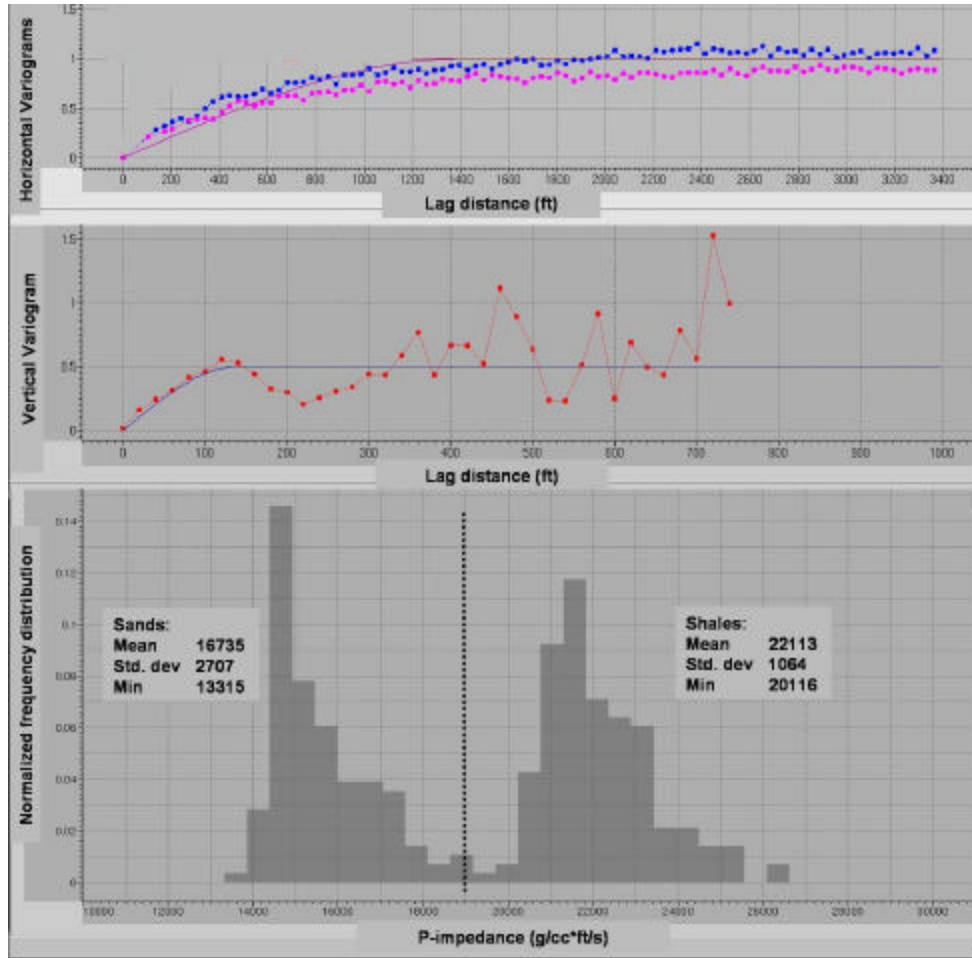 Horizontal Variograms
1.5
1
0.5
0
0 200 400 600 800 1000 1200 1400 1600 1800 2000 2200 2400 2600 2800 3000 3200 3400
Lag distance (ft)
Vertical Variogram
1.5
1
0.5
0
0 100 200 300 400 500 600 700 800 900 1000
Lag distance (ft)
Normalized frequency distribution
0.14
0.12
0.1
0.08
0.06
0.04
0.02
0
Sands:
Mean 16735
Std. dev 2707
Min 13315
Shales:
Mean 22113
Std. dev 1064
Min 20116
10000 12000 14000 16000 18000 20000 22000 24000 26000 28000 30000
P-impedance (g/cc*ft/s)